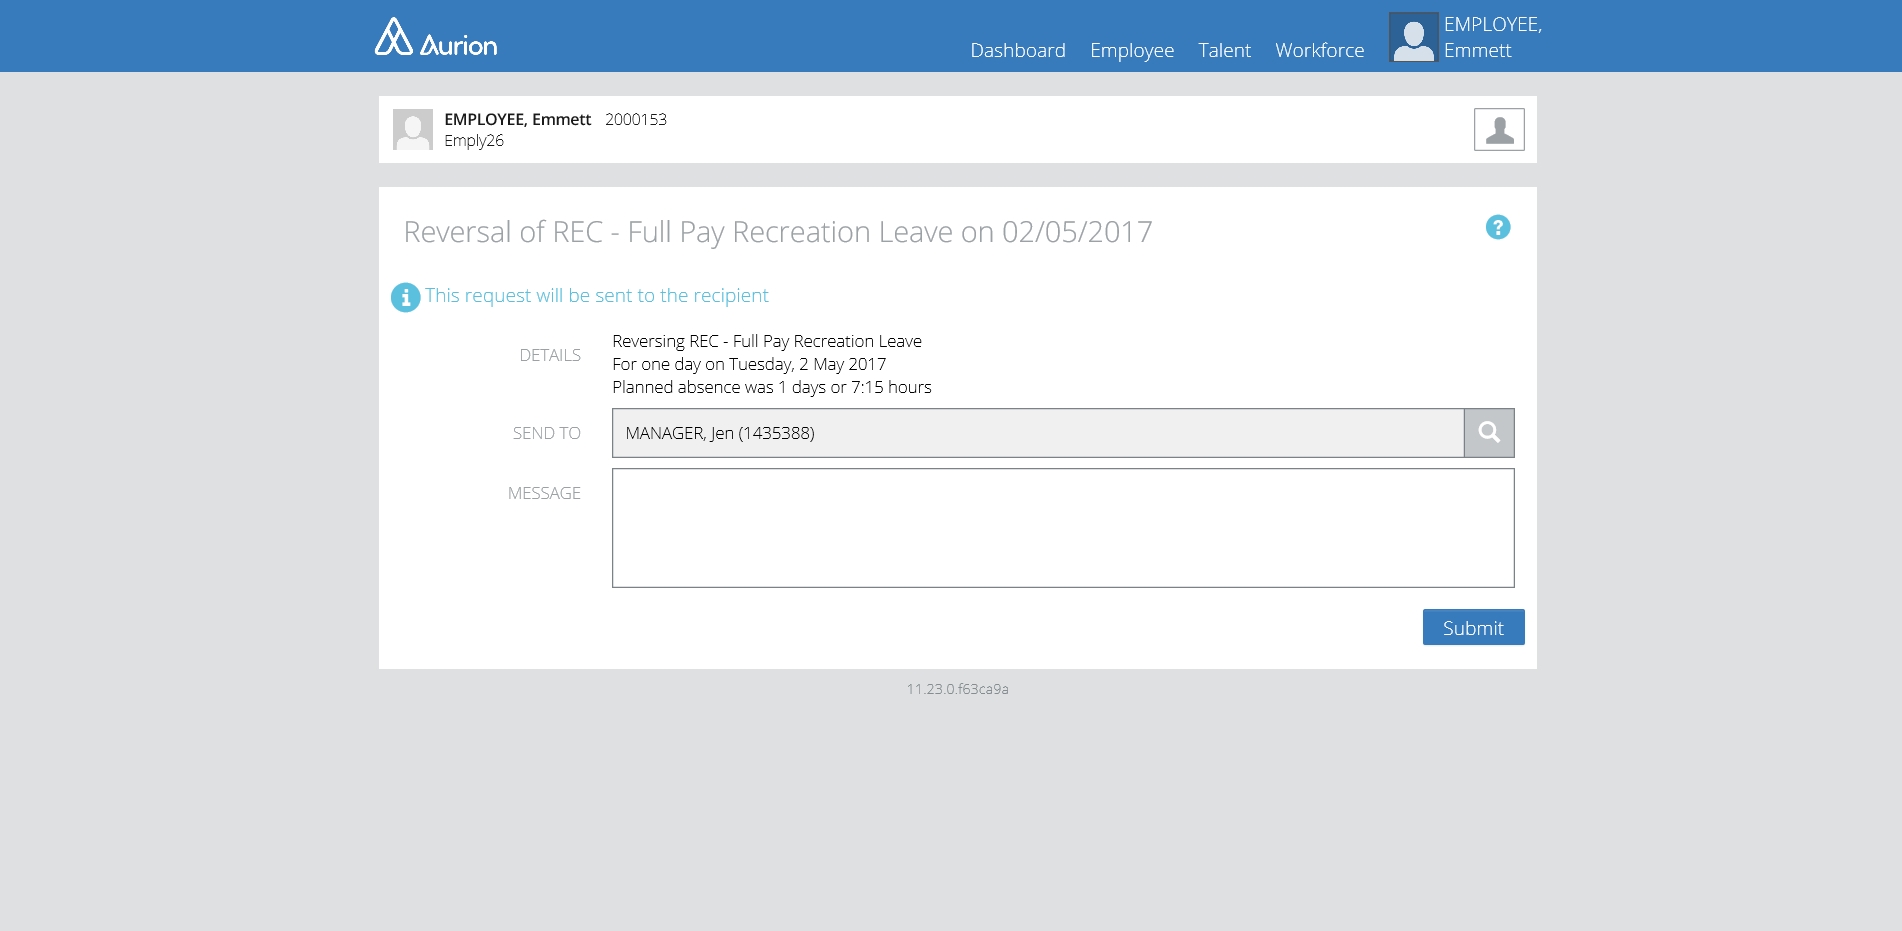 Aurion
Dashboard Employee Talent Workforce
EMPLOYEE,
Emmett
EMPLOYEE, Emmett 2000153
Emply26
Reversal of REC - Full Pay Recreation Leave on 02/05/2017
?
i This request will be sent to the recipient
DETAILS
Reversing REC - Full Pay Recreation Leave
For one day on Tuesday, 2 May 2017
Planned absence was 1 days or 7:15 hours
SEND TO
MANAGER, Jen (1435388)
MESSAGE
Submit
11.23.0.f63ca9a